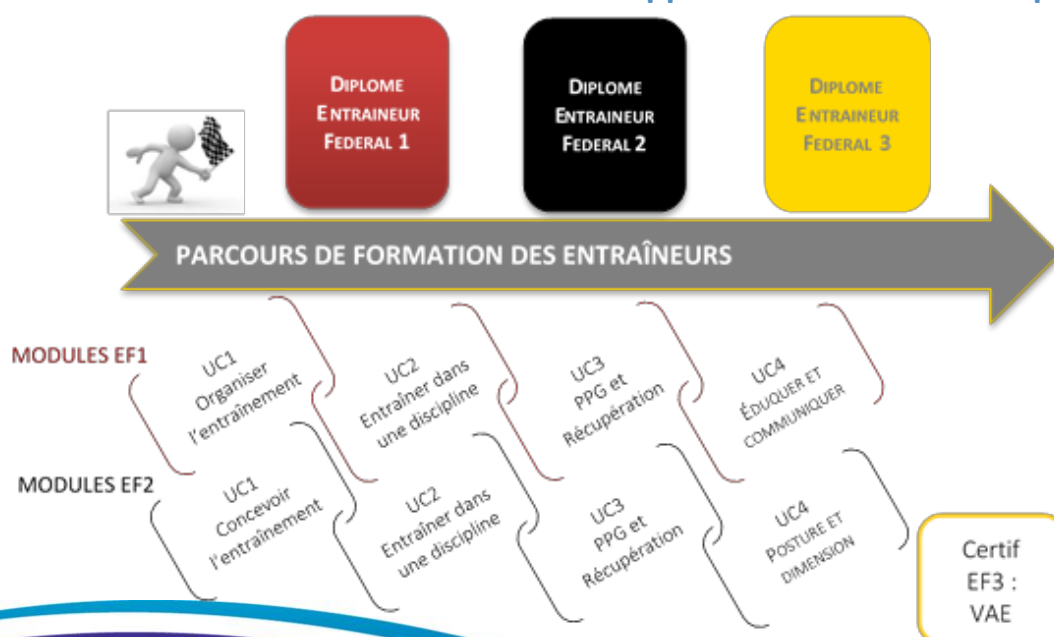 DIPLOME
ENTRAINEUR
FEDERAL 1
DIPLOME
ENTRAINEUR
FEDERAL 2
DIPLOME
ENTRAINEUR
FEDERAL 3
PARCOURS DE FORMATION DES ENTRAÎNEURS
MODULES EF1
UC1
Organiser
l'entraînement
UC2
Entraîner dans
une discipline
UC3
PPG et
Récupération
UC4
ÉDUQUER ET
COMMUNIQUER
MODULES EF2
UC1
Concevoir
l'entraînement
UC2
Entraîner dans
une discipline
UC3
PPG et
Récupération
UC4
POSTURE ET
DIMENSION
Certif
EF3 :
VAE